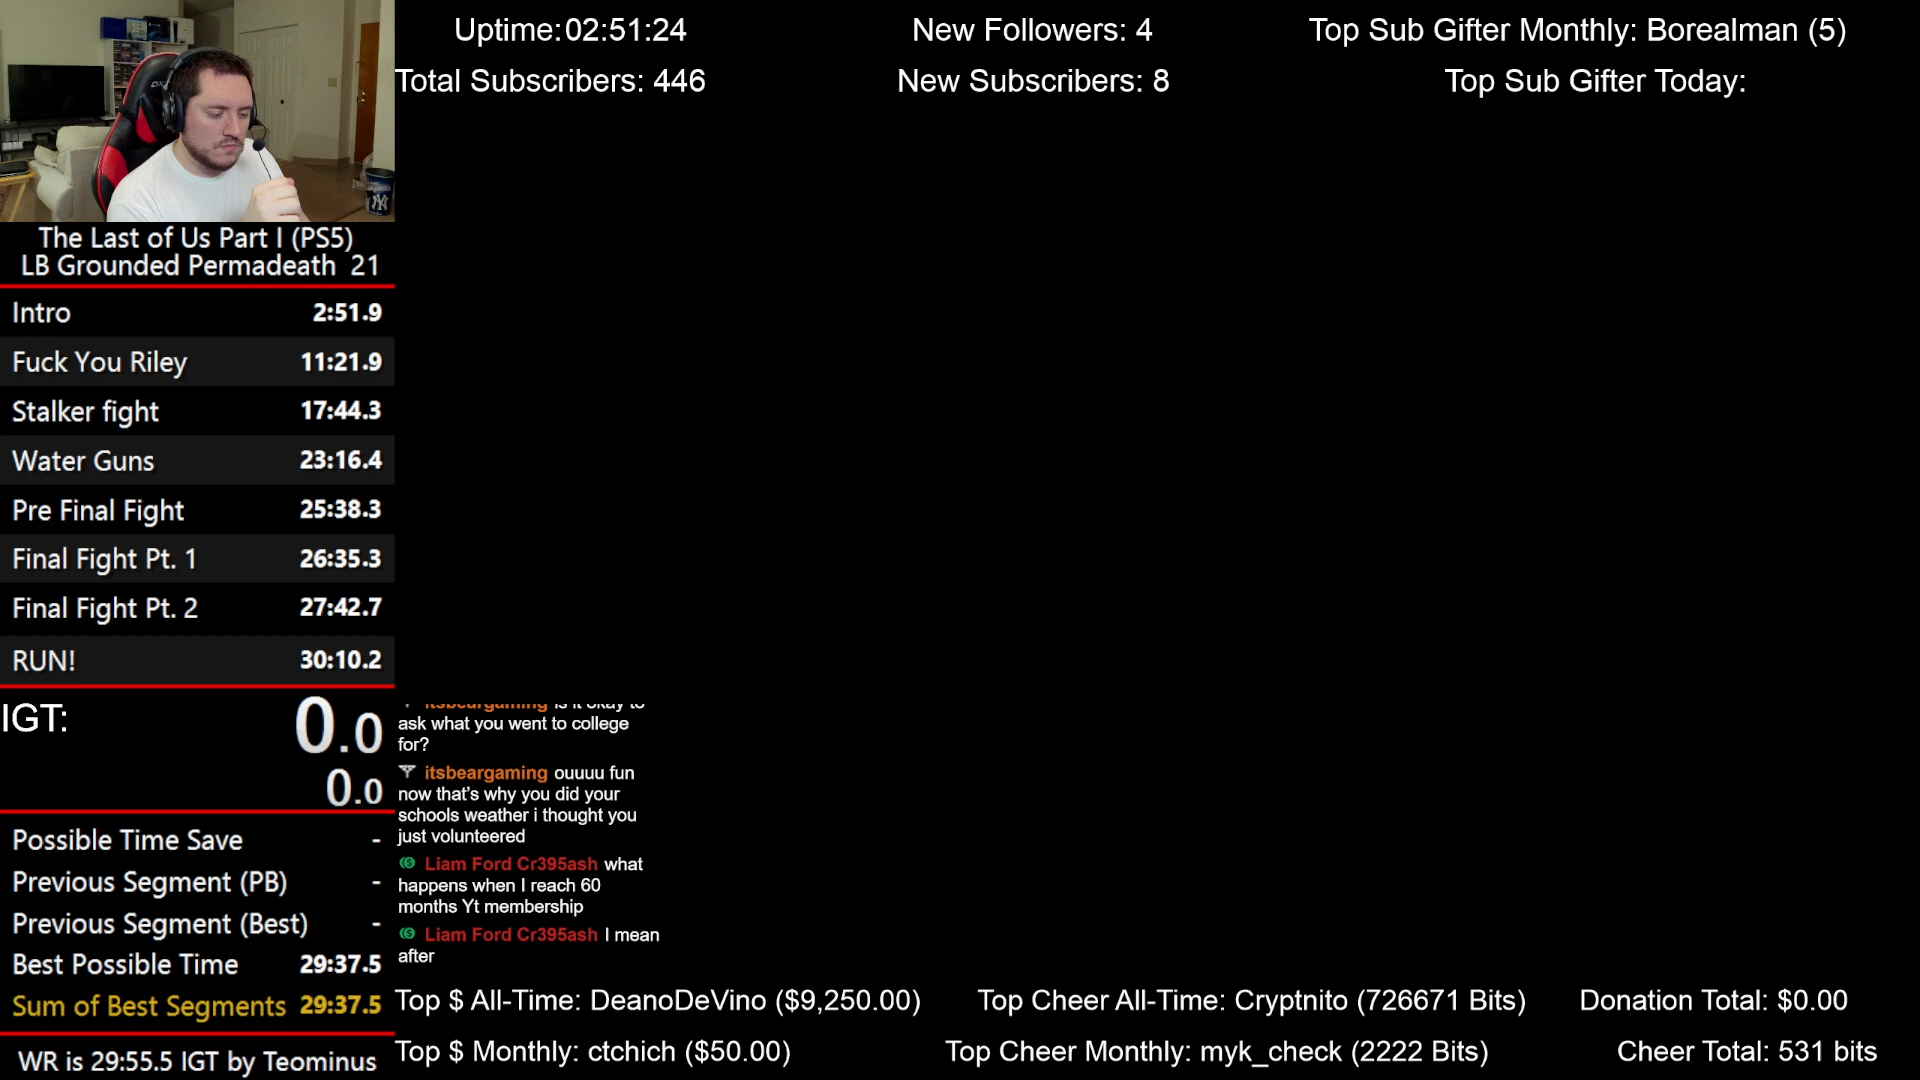 Uptime:02:51:24
New Followers: 4
Top Sub Gifter Monthly: Borealman (5)
Total Subscribers: 446
New Subscribers: 8
Top Sub Gifter Today:
The Last of Us Part I (PS5)
LB Grounded Permadeath 21
Intro 2:51.9
Fuck You Riley 11:21.9
Stalker fight 17:44.3
Water Guns 23:16.4
Pre Final Fight 25:38.3
Final Fight Pt. 1 26:35.3
Final Fight Pt. 2 27:42.7
RUN! 30:10.2
IGT: 0.0
0.0
Possible Time Save -
Previous Segment (PB) -
Previous Segment (Best) -
Best Possible Time 29:37.5
Sum of Best Segments 29:37.5
WR is 29:55.5 IGT by Teominus
itsbeargaming is it okay to
ask what you went to college
for?
itsbeargaming ouuuu fun
now that's why you did your
schools weather i thought you
just volunteered
Liam Ford Cr395ash what
happens when I reach 60
months Yt membership
Liam Ford Cr395ash I mean
after
Top $ All-Time: DeanoDeVino ($9,250.00)
Top Cheer All-Time: Cryptnito (726671 Bits)
Donation Total: $0.00
Top $ Monthly: ctchich ($50.00)
Top Cheer Monthly: myk_check (2222 Bits)
Cheer Total: 531 bits